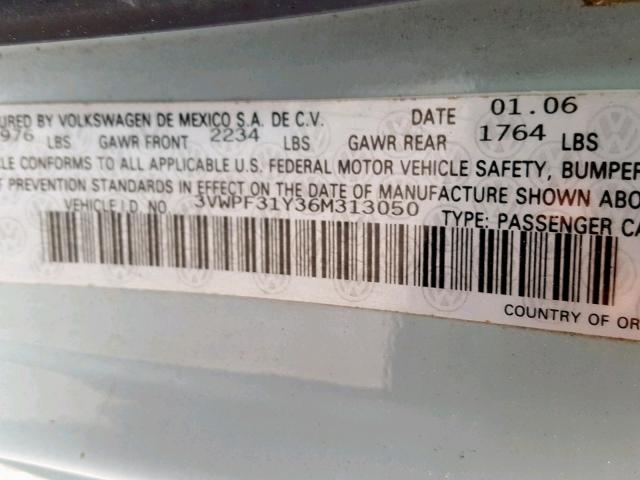 URED BY VOLKSWAGEN DE MEXICO S.A. DE C.V. DATE 01.06
976 LBS GAWR FRONT 2234 LBS GAWR REAR 1764 LBS
LE CONFORMS TO ALL APPLICABLE U.S. FEDERAL MOTOR VEHICLE SAFETY, BUMPER
T PREVENTION STANDARDS IN EFFECT ON THE DATE OF MANUFACTURE SHOWN ABO
VEHICLE I.D NO. 3VWPF31Y36M313050 TYPE: PASSENGER CA
COUNTRY OF OR